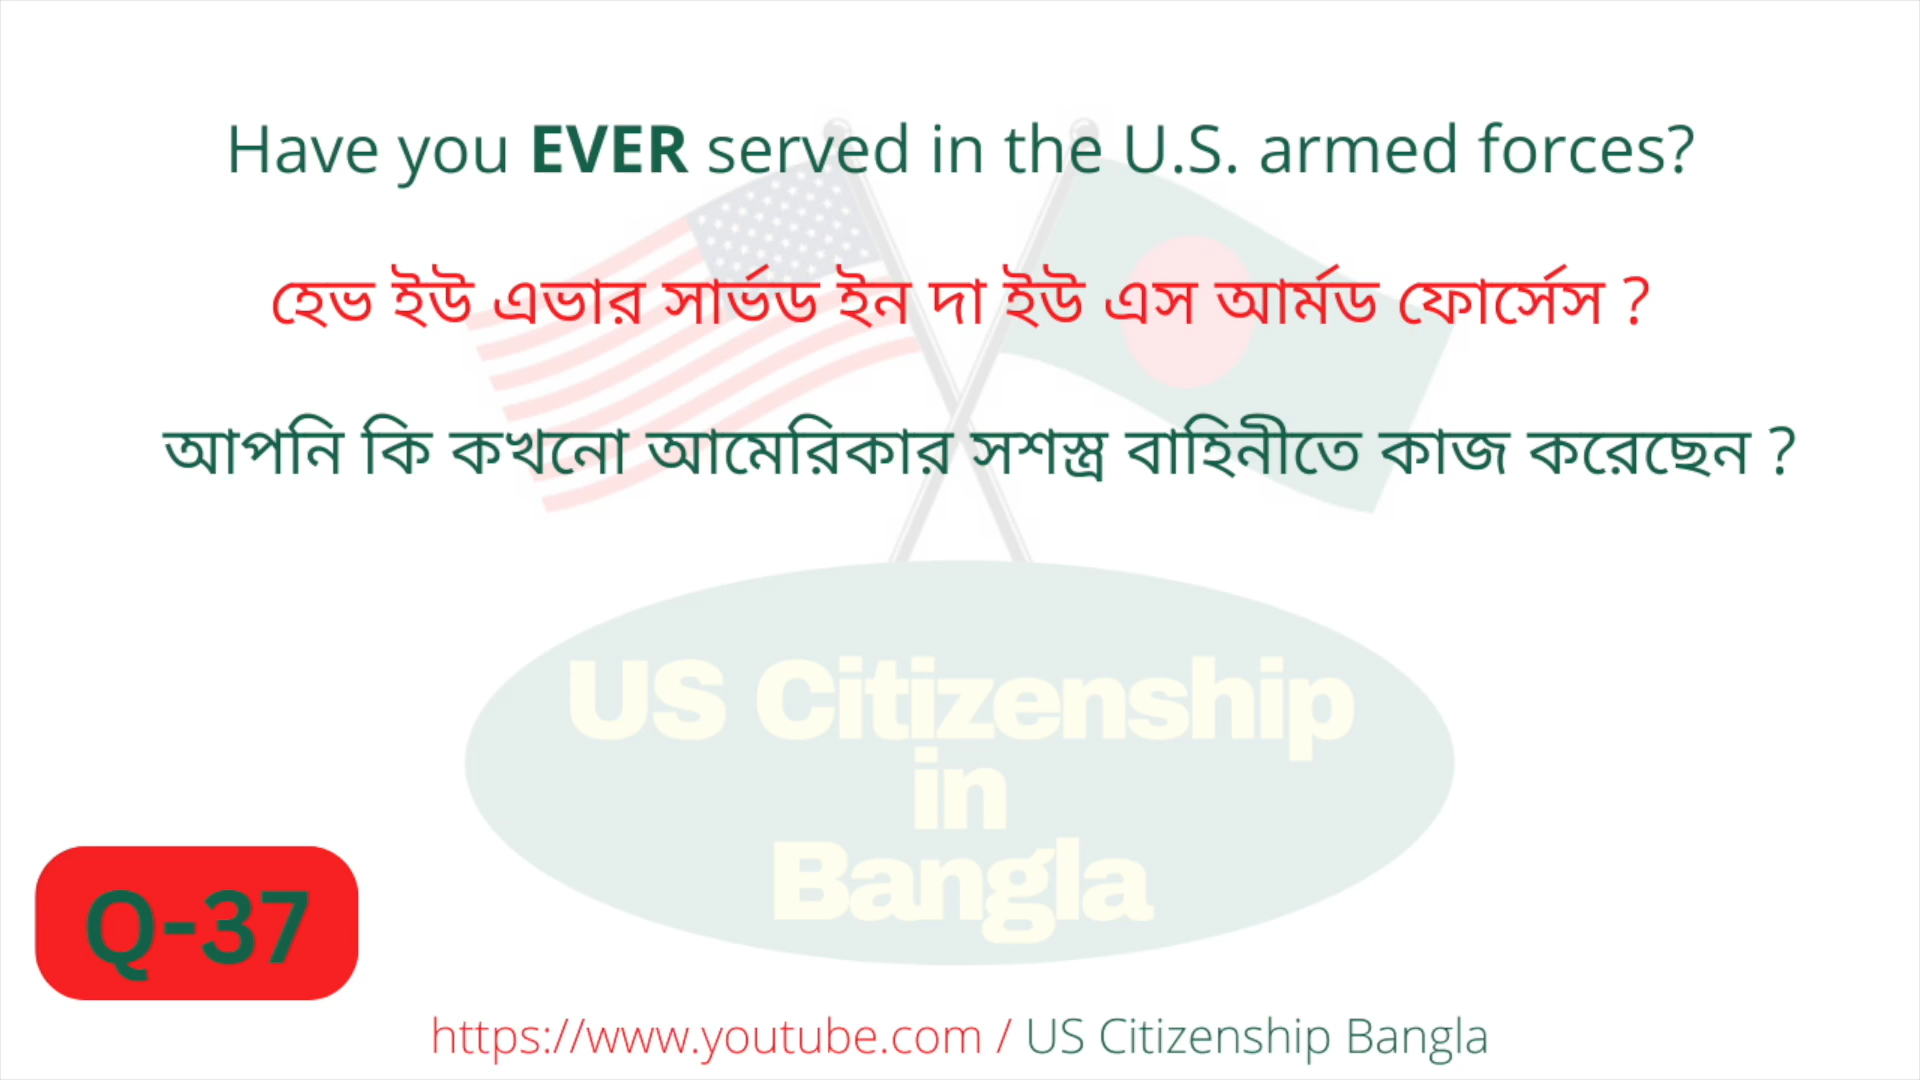 Have you EVER served in the U.S. armed forces?
হেভ ইউ এভার সার্ভড ইন দা ইউ এস আর্মড ফোর্সেস ?
আপনি কি কখনো আমেরিকার সশস্ত্র বাহিনীতে কাজ করেছেন ?
US Citizenship
in
Bangla
Q-37
https://www.youtube.com / US Citizenship Bangla